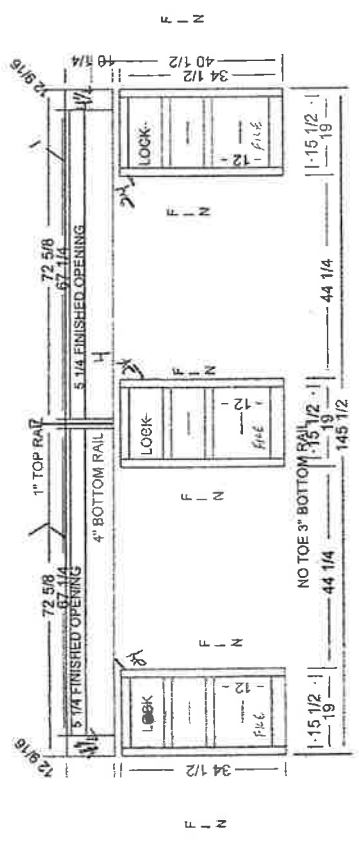 72 9/16
72 5/8
72 5/8
12 9/16
67 1/4
1" TOP RAIL
67 1/4
5 1/4 FINISHED OPENING
5 1/4 FINISHED OPENING
4" BOTTOM RAIL
4
10 1/4
F I N
F I N
F I N
F I N
F I N
F I N
34 1/2
34 1/2
40 1/2
LOCK
LOCK
LOCK
12
12
12
FILE
FILE
FILE
NO TOE 3" BOTTOM RAIL
15 1/2
44 1/4
15 1/2
44 1/4
15 1/2
19
19
19
145 1/2